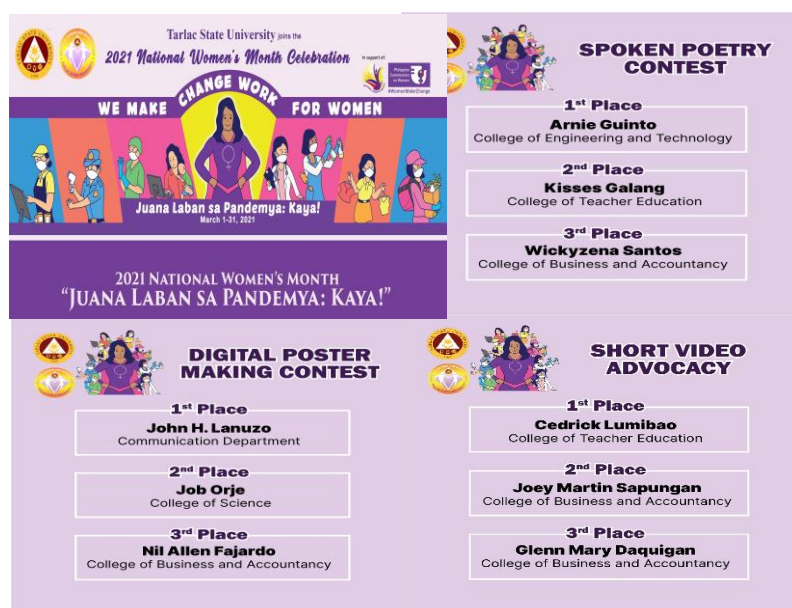 Tarlac State University joins the
2021 National Women's Month Celebration
In support of:
Philippine
Commission
on Women
#WomenMakeChange
WE MAKE CHANGE WORK FOR WOMEN
Juana Laban sa Pandemya: Kaya!
March 1-31, 2021
2021 NATIONAL WOMEN'S MONTH
"JUANA LABAN SA PANDEMYA: KAYA!"
SPOKEN POETRY
CONTEST
1st Place
Arnie Guinto
College of Engineering and Technology
2nd Place
Kisses Galang
College of Teacher Education
3rd Place
Wickyzena Santos
College of Business and Accountancy
DIGITAL POSTER
MAKING CONTEST
1st Place
John H. Lanuzo
Communication Department
2nd Place
Job Orje
College of Science
3rd Place
Nil Allen Fajardo
College of Business and Accountancy
SHORT VIDEO
ADVOCACY
1st Place
Cedrick Lumibao
College of Teacher Education
2nd Place
Joey Martin Sapungan
College of Business and Accountancy
3rd Place
Glenn Mary Daquigan
College of Business and Accountancy